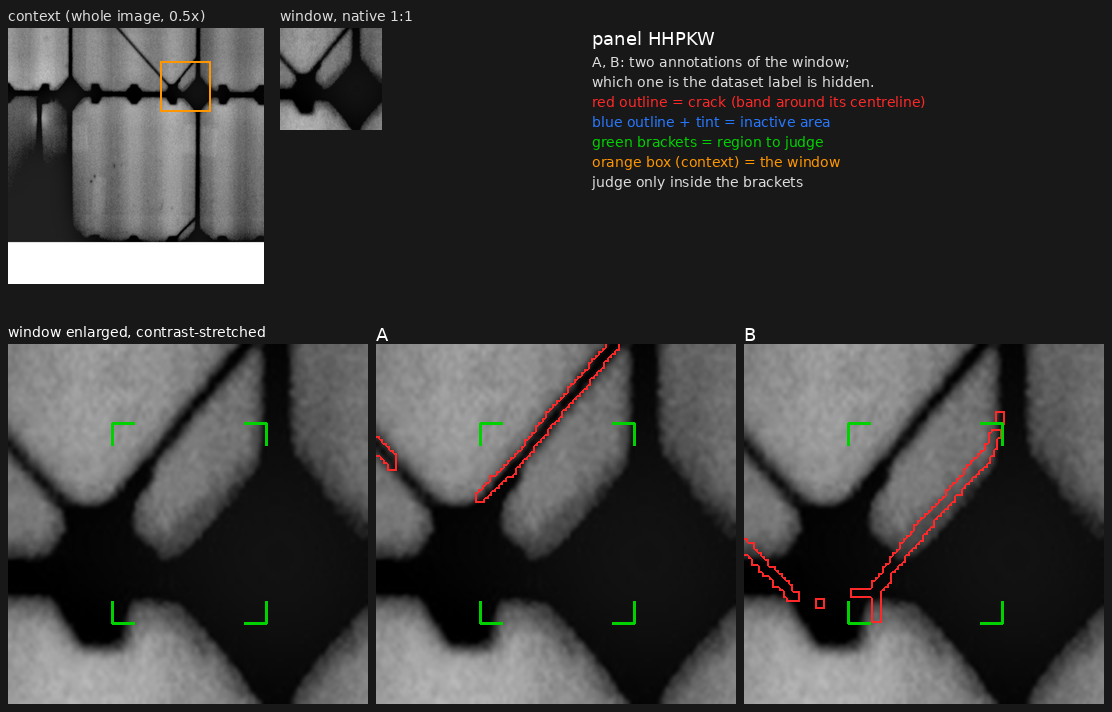 context (whole image, 0.5x)
window, native 1:1
panel HHPKW
A, B: two annotations of the window;
which one is the dataset label is hidden.
red outline = crack (band around its centreline)
blue outline + tint = inactive area
green brackets = region to judge
orange box (context) = the window
judge only inside the brackets
window enlarged, contrast-stretched
A
B